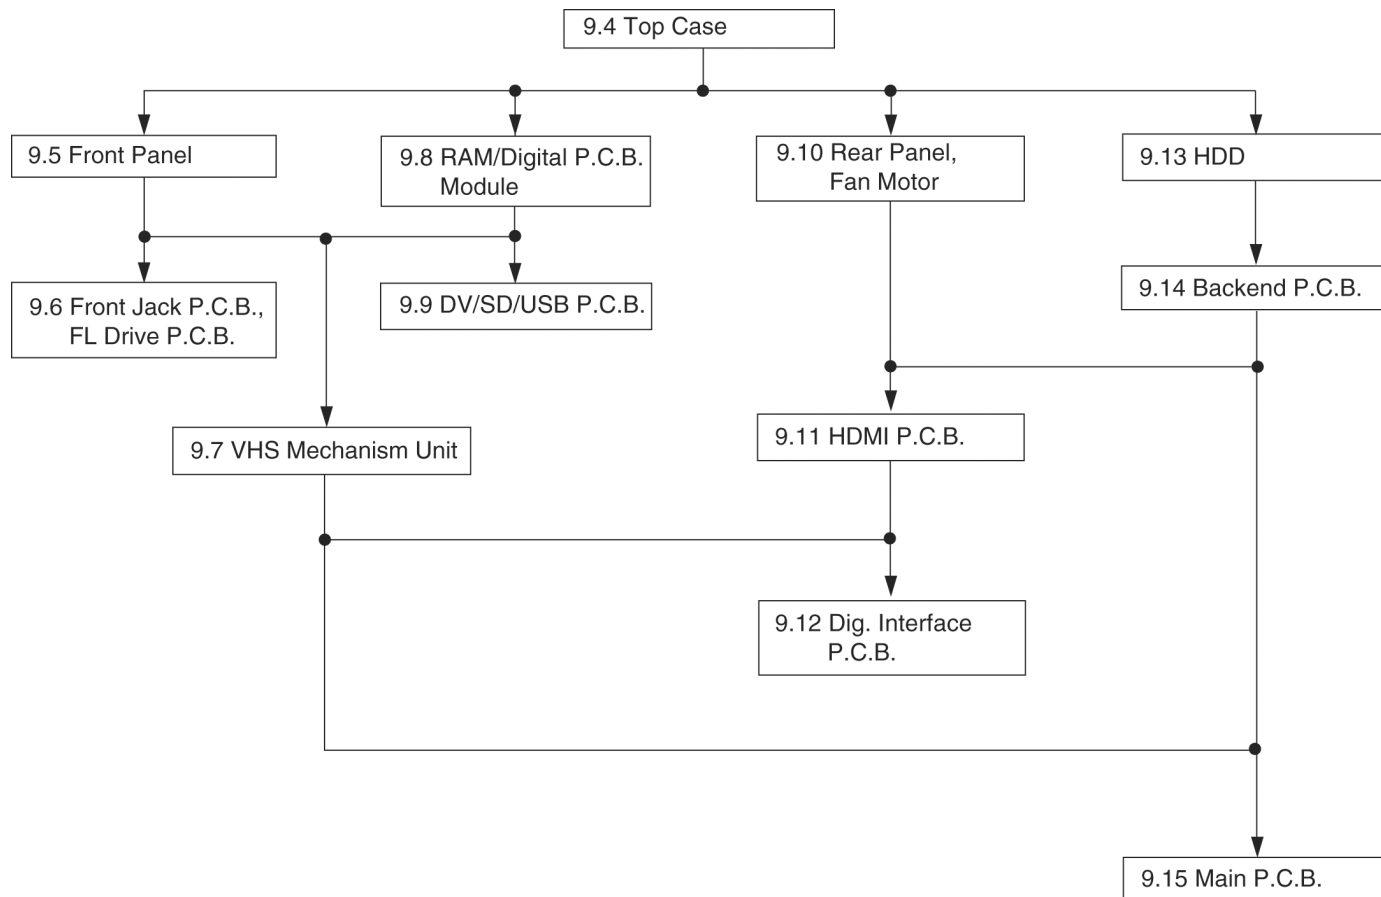 9.4 Top Case
9.5 Front Panel
9.8 RAM/Digital P.C.B.
Module
9.10 Rear Panel,
Fan Motor
9.13 HDD
9.6 Front Jack P.C.B.,
FL Drive P.C.B.
9.9 DV/SD/USB P.C.B.
9.14 Backend P.C.B.
9.7 VHS Mechanism Unit
9.11 HDMI P.C.B.
9.12 Dig. Interface
P.C.B.
9.15 Main P.C.B.